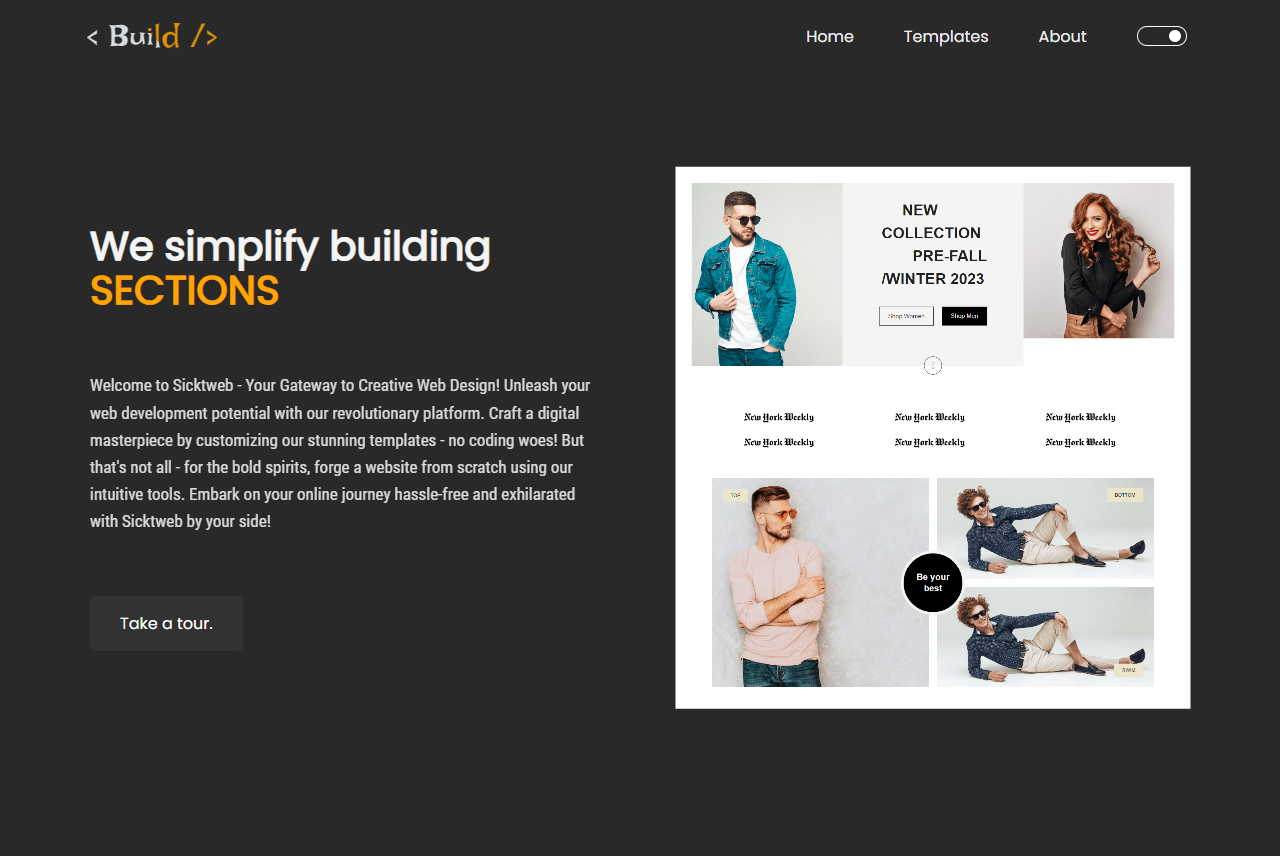 < Build />
Home
Templates
About
We simplify building
SECTIONS
Welcome to Sicktweb - Your Gateway to Creative Web Design! Unleash your
web development potential with our revolutionary platform. Craft a digital
masterpiece by customizing our stunning templates - no coding woes! But
that's not all - for the bold spirits, forge a website from scratch using our
intuitive tools. Embark on your online journey hassle-free and exhilarated
with Sicktweb by your side!
Take a tour.
NEW
COLLECTION
PRE-FALL
/WINTER 2023
Shop Women
Shop Men
New York Weekly
New York Weekly
New York Weekly
New York Weekly
New York Weekly
New York Weekly
TOP
BOTTOM
Be your
best
SWIM